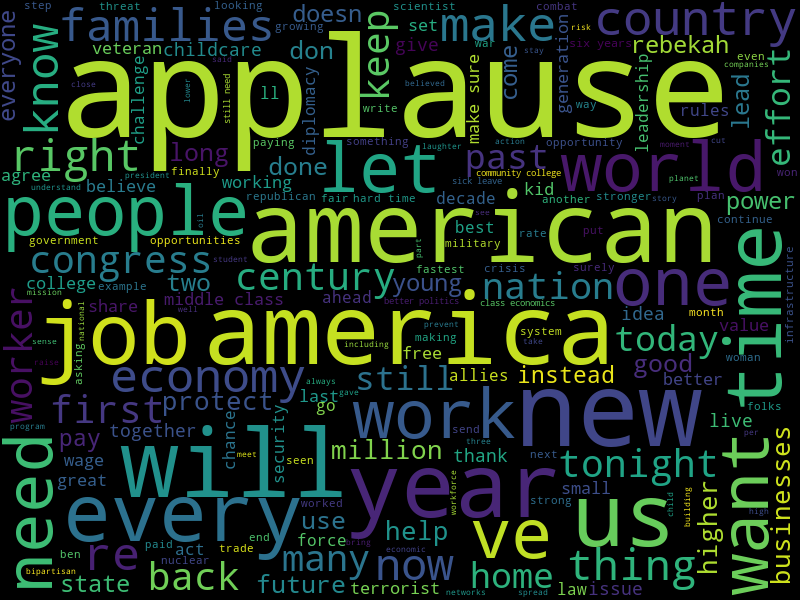 step threat looking scientist combat
families doesn make country
everyone growing set war risk six years
veteran childcare don keep give come generation rebekah
know applause
close said believed stay even companies
challenge lower still need ll diplomacy write make sure way leadership rules lead effort
right long paying something laughter action opportunity moment cut won
finally done let past community college world planet
agree understand president believe working sick leave kid another stronger story plan
people republican fair hard time decade see power
oil american best part rate put continue
government opportunities military surely time
congress student century fastest crisis nation one
college example two young better politics class economics idea month infrastructure
mission middle class ahead
worker share job america prevent system value
sense asking national well including making free take today woman
raise economy still allies instead good better
first protect always last gave worknew folks
program together chance go send live
pay security million thank three next
wage will meet seen tonight want businesses
need great year workforce strong small child per
every worked use us building high
ben paid end force help ve higher
re act trade many now thing
bipartisan nuclear economic bring home law issue
state back future terrorist
networks spread